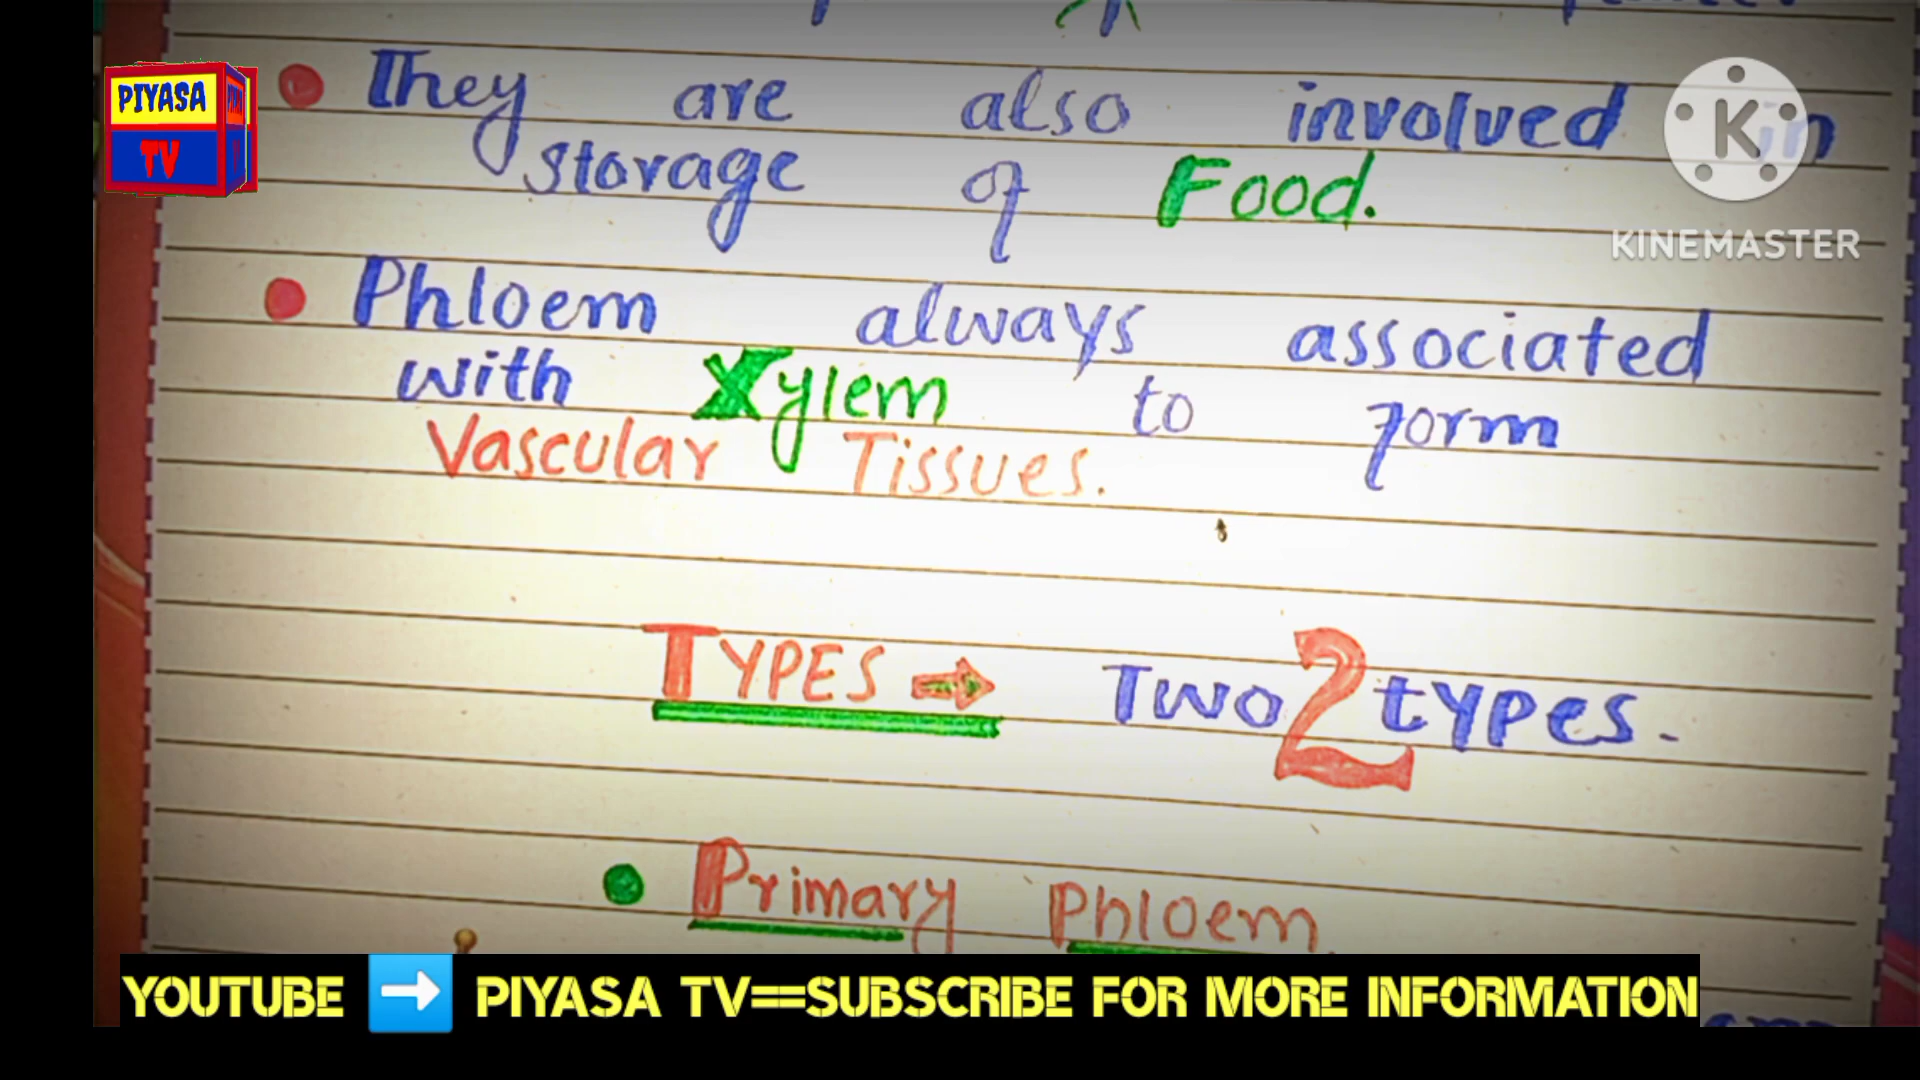 They are also involved in
storage of Food.
Phloem always associated
with Xylem to form
Vascular Tissues.
TYPES ➡ Two 2 types.
Primary Phloem
PIYASA
TV
K
KINEMASTER
YOUTUBE ➡ PIYASA TV==SUBSCRIBE FOR MORE INFORMATION